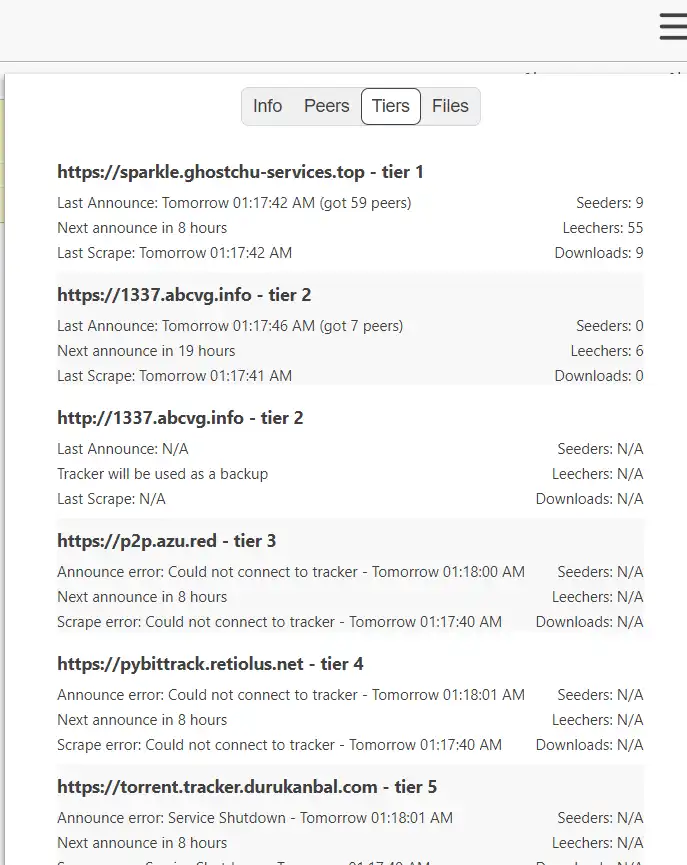 Info Peers Tiers Files
https://sparkle.ghostchu-services.top - tier 1
Last Announce: Tomorrow 01:17:42 AM (got 59 peers) Seeders: 9
Next announce in 8 hours Leechers: 55
Last Scrape: Tomorrow 01:17:42 AM Downloads: 9
https://1337.abcvg.info - tier 2
Last Announce: Tomorrow 01:17:46 AM (got 7 peers) Seeders: 0
Next announce in 19 hours Leechers: 6
Last Scrape: Tomorrow 01:17:41 AM Downloads: 0
http://1337.abcvg.info - tier 2
Last Announce: N/A Seeders: N/A
Tracker will be used as a backup Leechers: N/A
Last Scrape: N/A Downloads: N/A
https://p2p.azu.red - tier 3
Announce error: Could not connect to tracker - Tomorrow 01:18:00 AM Seeders: N/A
Next announce in 8 hours Leechers: N/A
Scrape error: Could not connect to tracker - Tomorrow 01:17:40 AM Downloads: N/A
https://pybittrack.retiolus.net - tier 4
Announce error: Could not connect to tracker - Tomorrow 01:18:01 AM Seeders: N/A
Next announce in 8 hours Leechers: N/A
Scrape error: Could not connect to tracker - Tomorrow 01:17:40 AM Downloads: N/A
https://torrent.tracker.durukanbal.com - tier 5
Announce error: Service Shutdown - Tomorrow 01:18:01 AM Seeders: N/A
Next announce in 8 hours Leechers: N/A